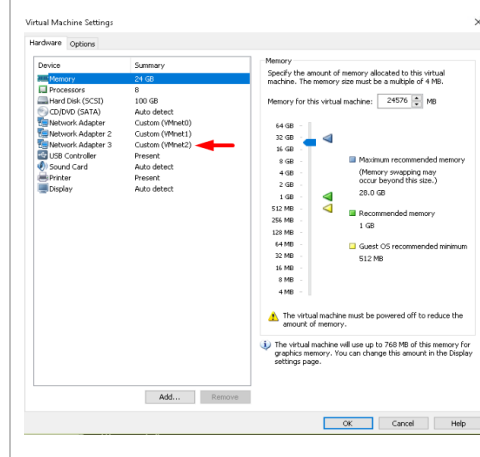 Virtual Machine Settings
Hardware Options
Device Summary
Memory 24 GB
Processors 8
Hard Disk (SCSI) 100 GB
CD/DVD (SATA) Auto detect
Network Adapter Custom (VMnet0)
Network Adapter 2 Custom (VMnet1)
Network Adapter 3 Custom (VMnet2)
USB Controller Present
Sound Card Auto detect
Printer Present
Display Auto detect
Add... Remove
Memory
Specify the amount of memory allocated to this virtual
machine. The memory size must be a multiple of 4 MB.
Memory for this virtual machine: 24576 MB
64 GB
32 GB
16 GB
8 GB
4 GB
2 GB
1 GB
512 MB
256 MB
128 MB
64 MB
32 MB
16 MB
8 MB
4 MB
Maximum recommended memory
(Memory swapping may
occur beyond this size.)
28.0 GB
Recommended memory
1 GB
Guest OS recommended minimum
512 MB
The virtual machine must be powered off to reduce the
amount of memory.
The virtual machine will use up to 768 MB of this memory for
graphics memory. You can change this amount in the Display
settings page.
OK Cancel Help